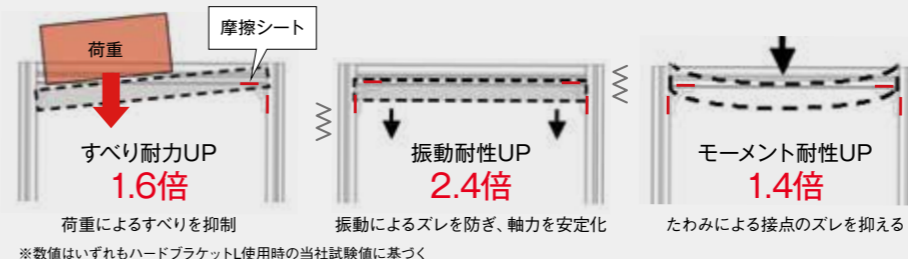 荷重
摩擦シート
すべり耐力UP
1.6倍
荷重によるすべりを抑制
振動耐性UP
2.4倍
振動によるズレを防ぎ、軸力を安定化
モーメント耐性UP
1.4倍
たわみによる接点のズレを抑える
※数値はいずれもハードブラケットL使用時の当社試験値に基づく